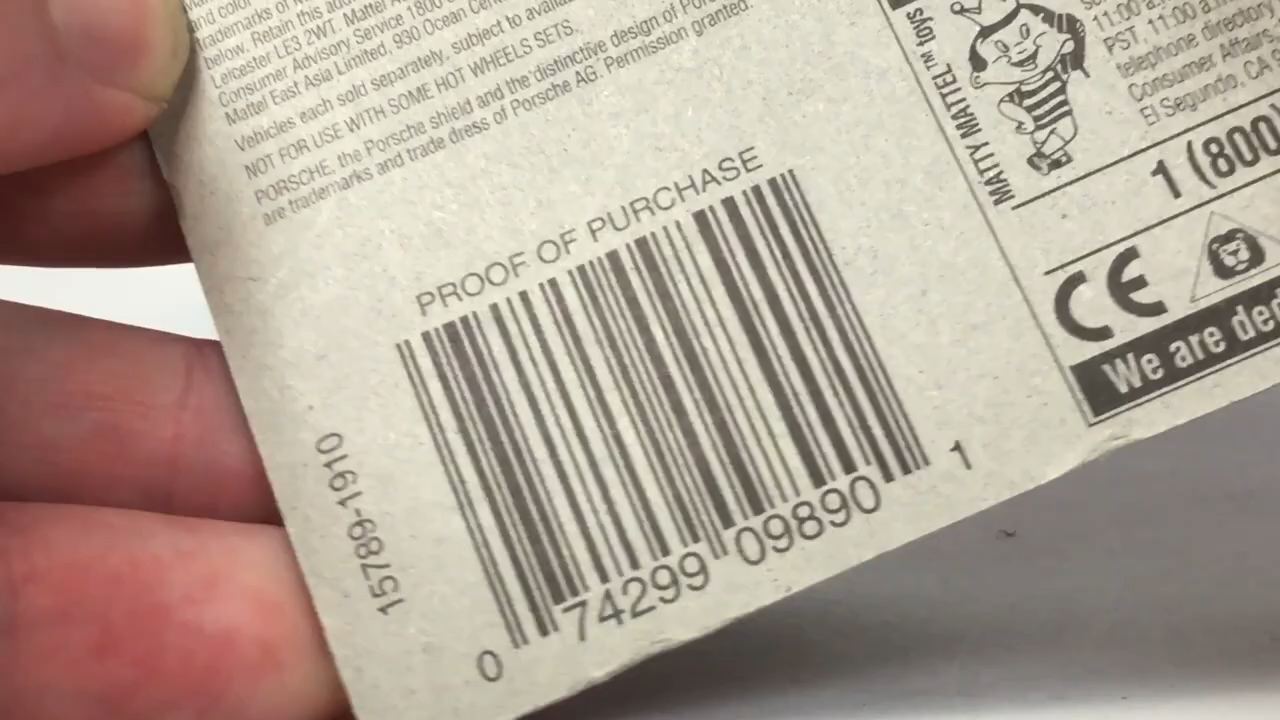 and color
trademarks of M
below. Retain this add
Leicester LE3 2WT. Mattel A
Consumer Advisory Service 1800
Mattel East Asia Limited. 930 Ocean Cen
Vehicles each sold separately, subject to availa
NOT FOR USE WITH SOME HOT WHEELS SETS.
PORSCHE, the Porsche shield and the distinctive design of Pors
are trademarks and trade dress of Porsche AG. Permission granted.
PROOF OF PURCHASE
15789-1910
0 74299 09890 1
MATTY MATTEL™ toys
11:00 a.m
PST, 11:00 a.m
telephone directory
Consumer Affairs,
El Segundo, CA 9
1 (800)
CE
We are des